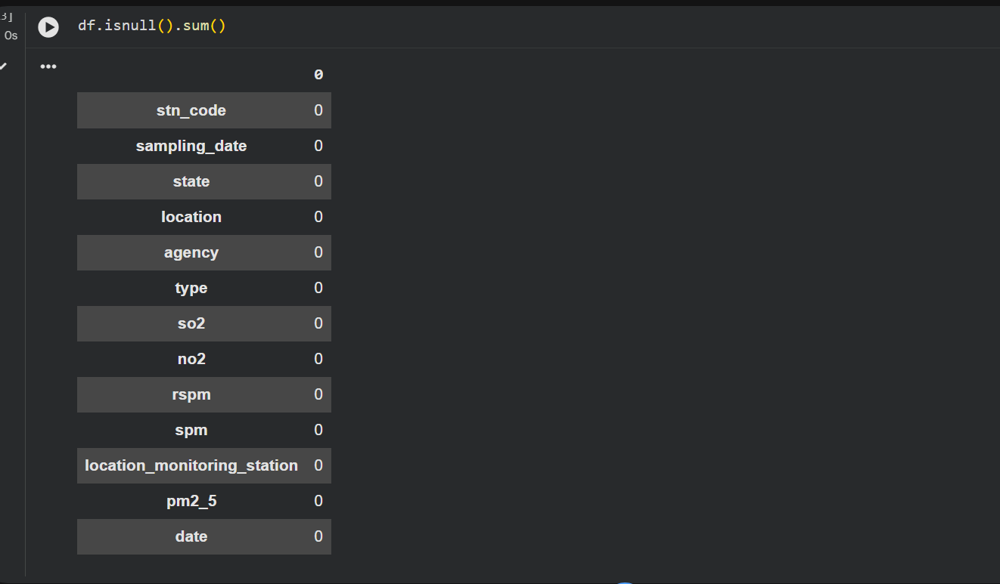 3]
df.isnull().sum()
0s
0
stn_code 0
sampling_date 0
state 0
location 0
agency 0
type 0
so2 0
no2 0
rspm 0
spm 0
location_monitoring_station 0
pm2_5 0
date 0